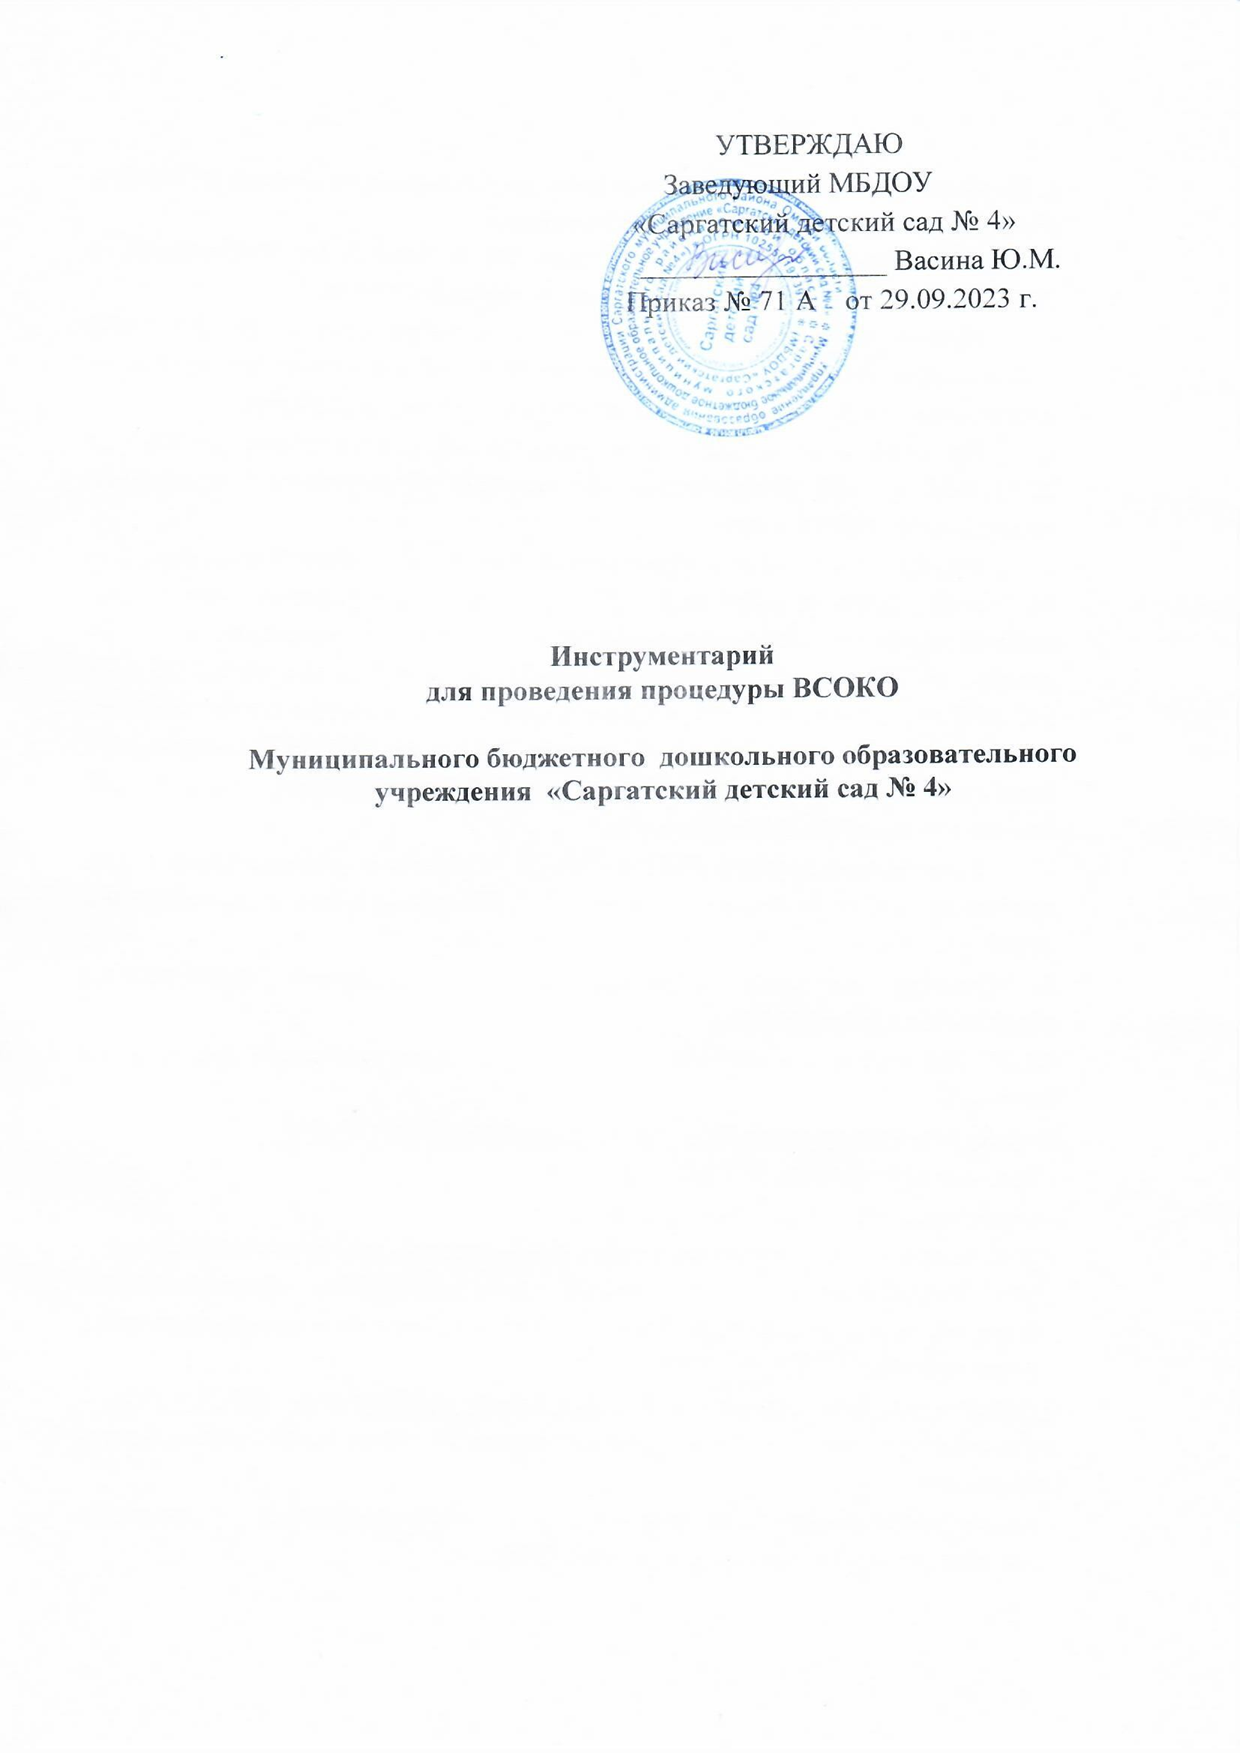 УТВЕРЖДАЮ
Заведующий МБДОУ
«Саргатский детский сад № 4»
Васина Ю.М.
Приказ № 71 А от 29.09.2023 г.
Инструментарий
для проведения процедуры ВСОКО
Муниципального бюджетного дошкольного образовательного
учреждения «Саргатский детский сад № 4»